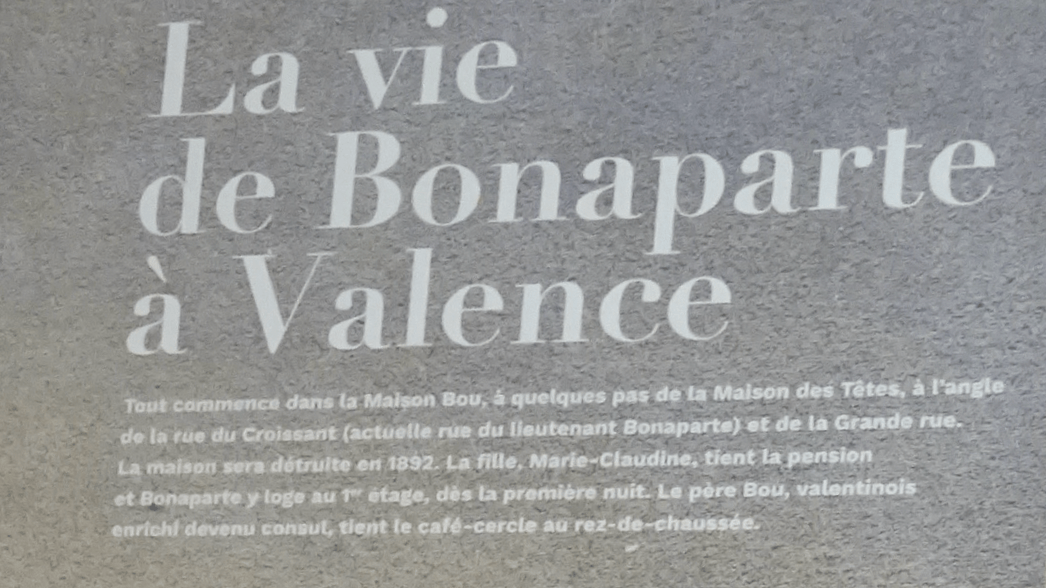 La vie
de Bonaparte
à Valence
Tout commence dans la Maison Bou, à quelques pas de la Maison des Têtes, à l'angle
de la rue du Croissant (actuelle rue du lieutenant Bonaparte) et de la Grande rue.
La maison sera détruite en 1892. La fille, Marie-Claudine, tient la pension
et Bonaparte y loge au 1er étage, dès la première nuit. Le père Bou, valentinois
enrichi devenu consul, tient le café-cercle au rez-de-chaussée.